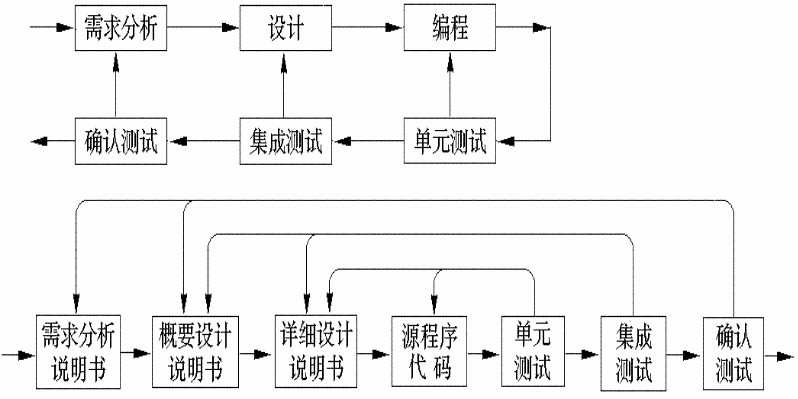 需求分析
设计
编程
确认测试
集成测试
单元测试
需求分析
说明书
概要设计
说明书
详细设计
说明书
源程序
代码
单元
测试
集成
测试
确认
测试